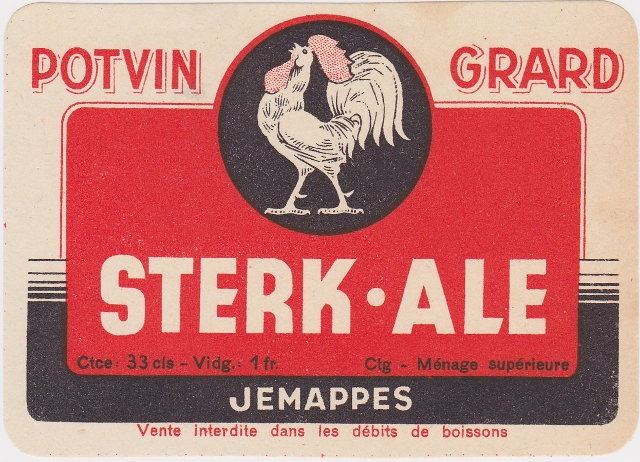 POTVIN GRARD
STERK·ALE
Ctce: 33 cls - Vidg.: 1 fr. Ctg - Ménage supérieure
JEMAPPES
Vente interdite dans les débits de boissons